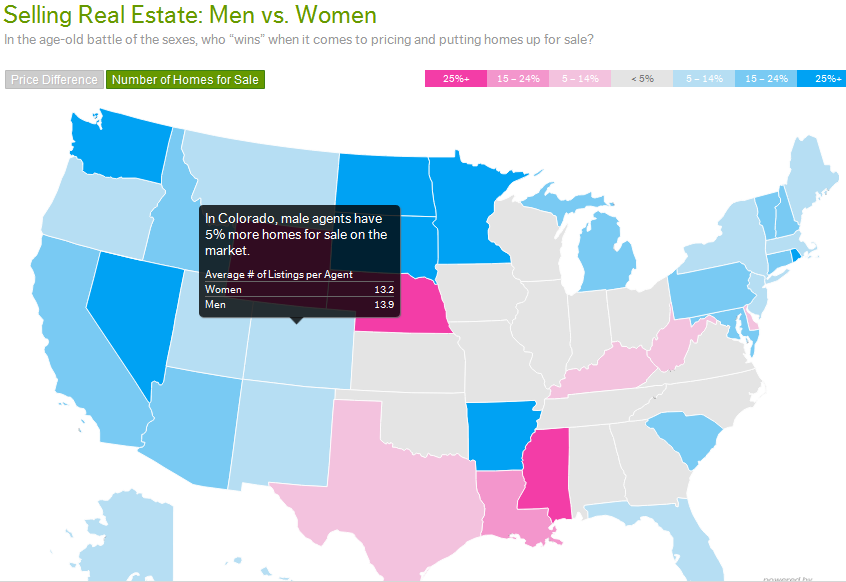 Selling Real Estate: Men vs. Women
In the age-old battle of the sexes, who “wins” when it comes to pricing and putting homes up for sale?
Price Difference Number of Homes for Sale 25%+ 15 – 24% 5 – 14% < 5% 5 – 14% 15 – 24% 25%+
In Colorado, male agents have
5% more homes for sale on the
market.
Average # of Listings per Agent
Women 13.2
Men 13.9
powered by